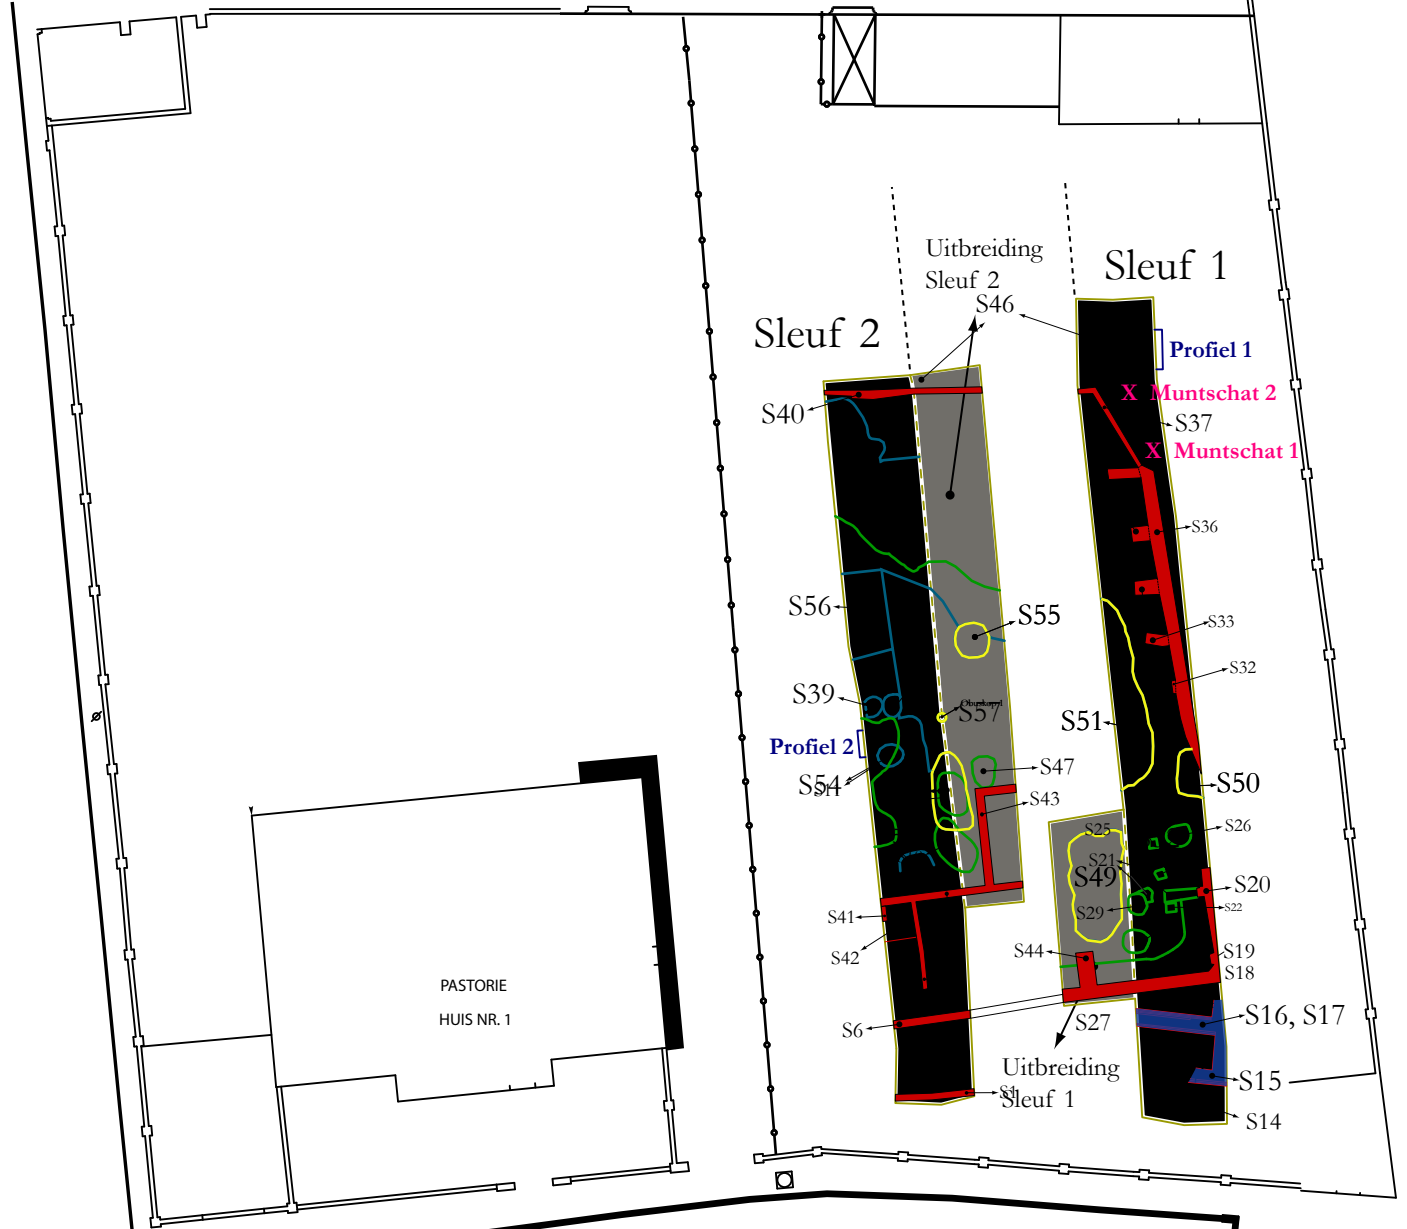 Uitbreiding
Sleuf 2
S46
Sleuf 1
Sleuf 2
Profiel 1
X Muntschat 2
S40
S37
X Muntschat 1
S36
S56
S55
S33
S32
S39
S57
S51
Profiel 2
S54
S47
S50
S43
S25
S26
S21
S49
S20
S41
S29
S22
S42
S44
S19
S18
PASTORIE
HUIS NR. 1
S6
S27
S16, S17
Uitbreiding
S15
S1
Sleuf 1
S14